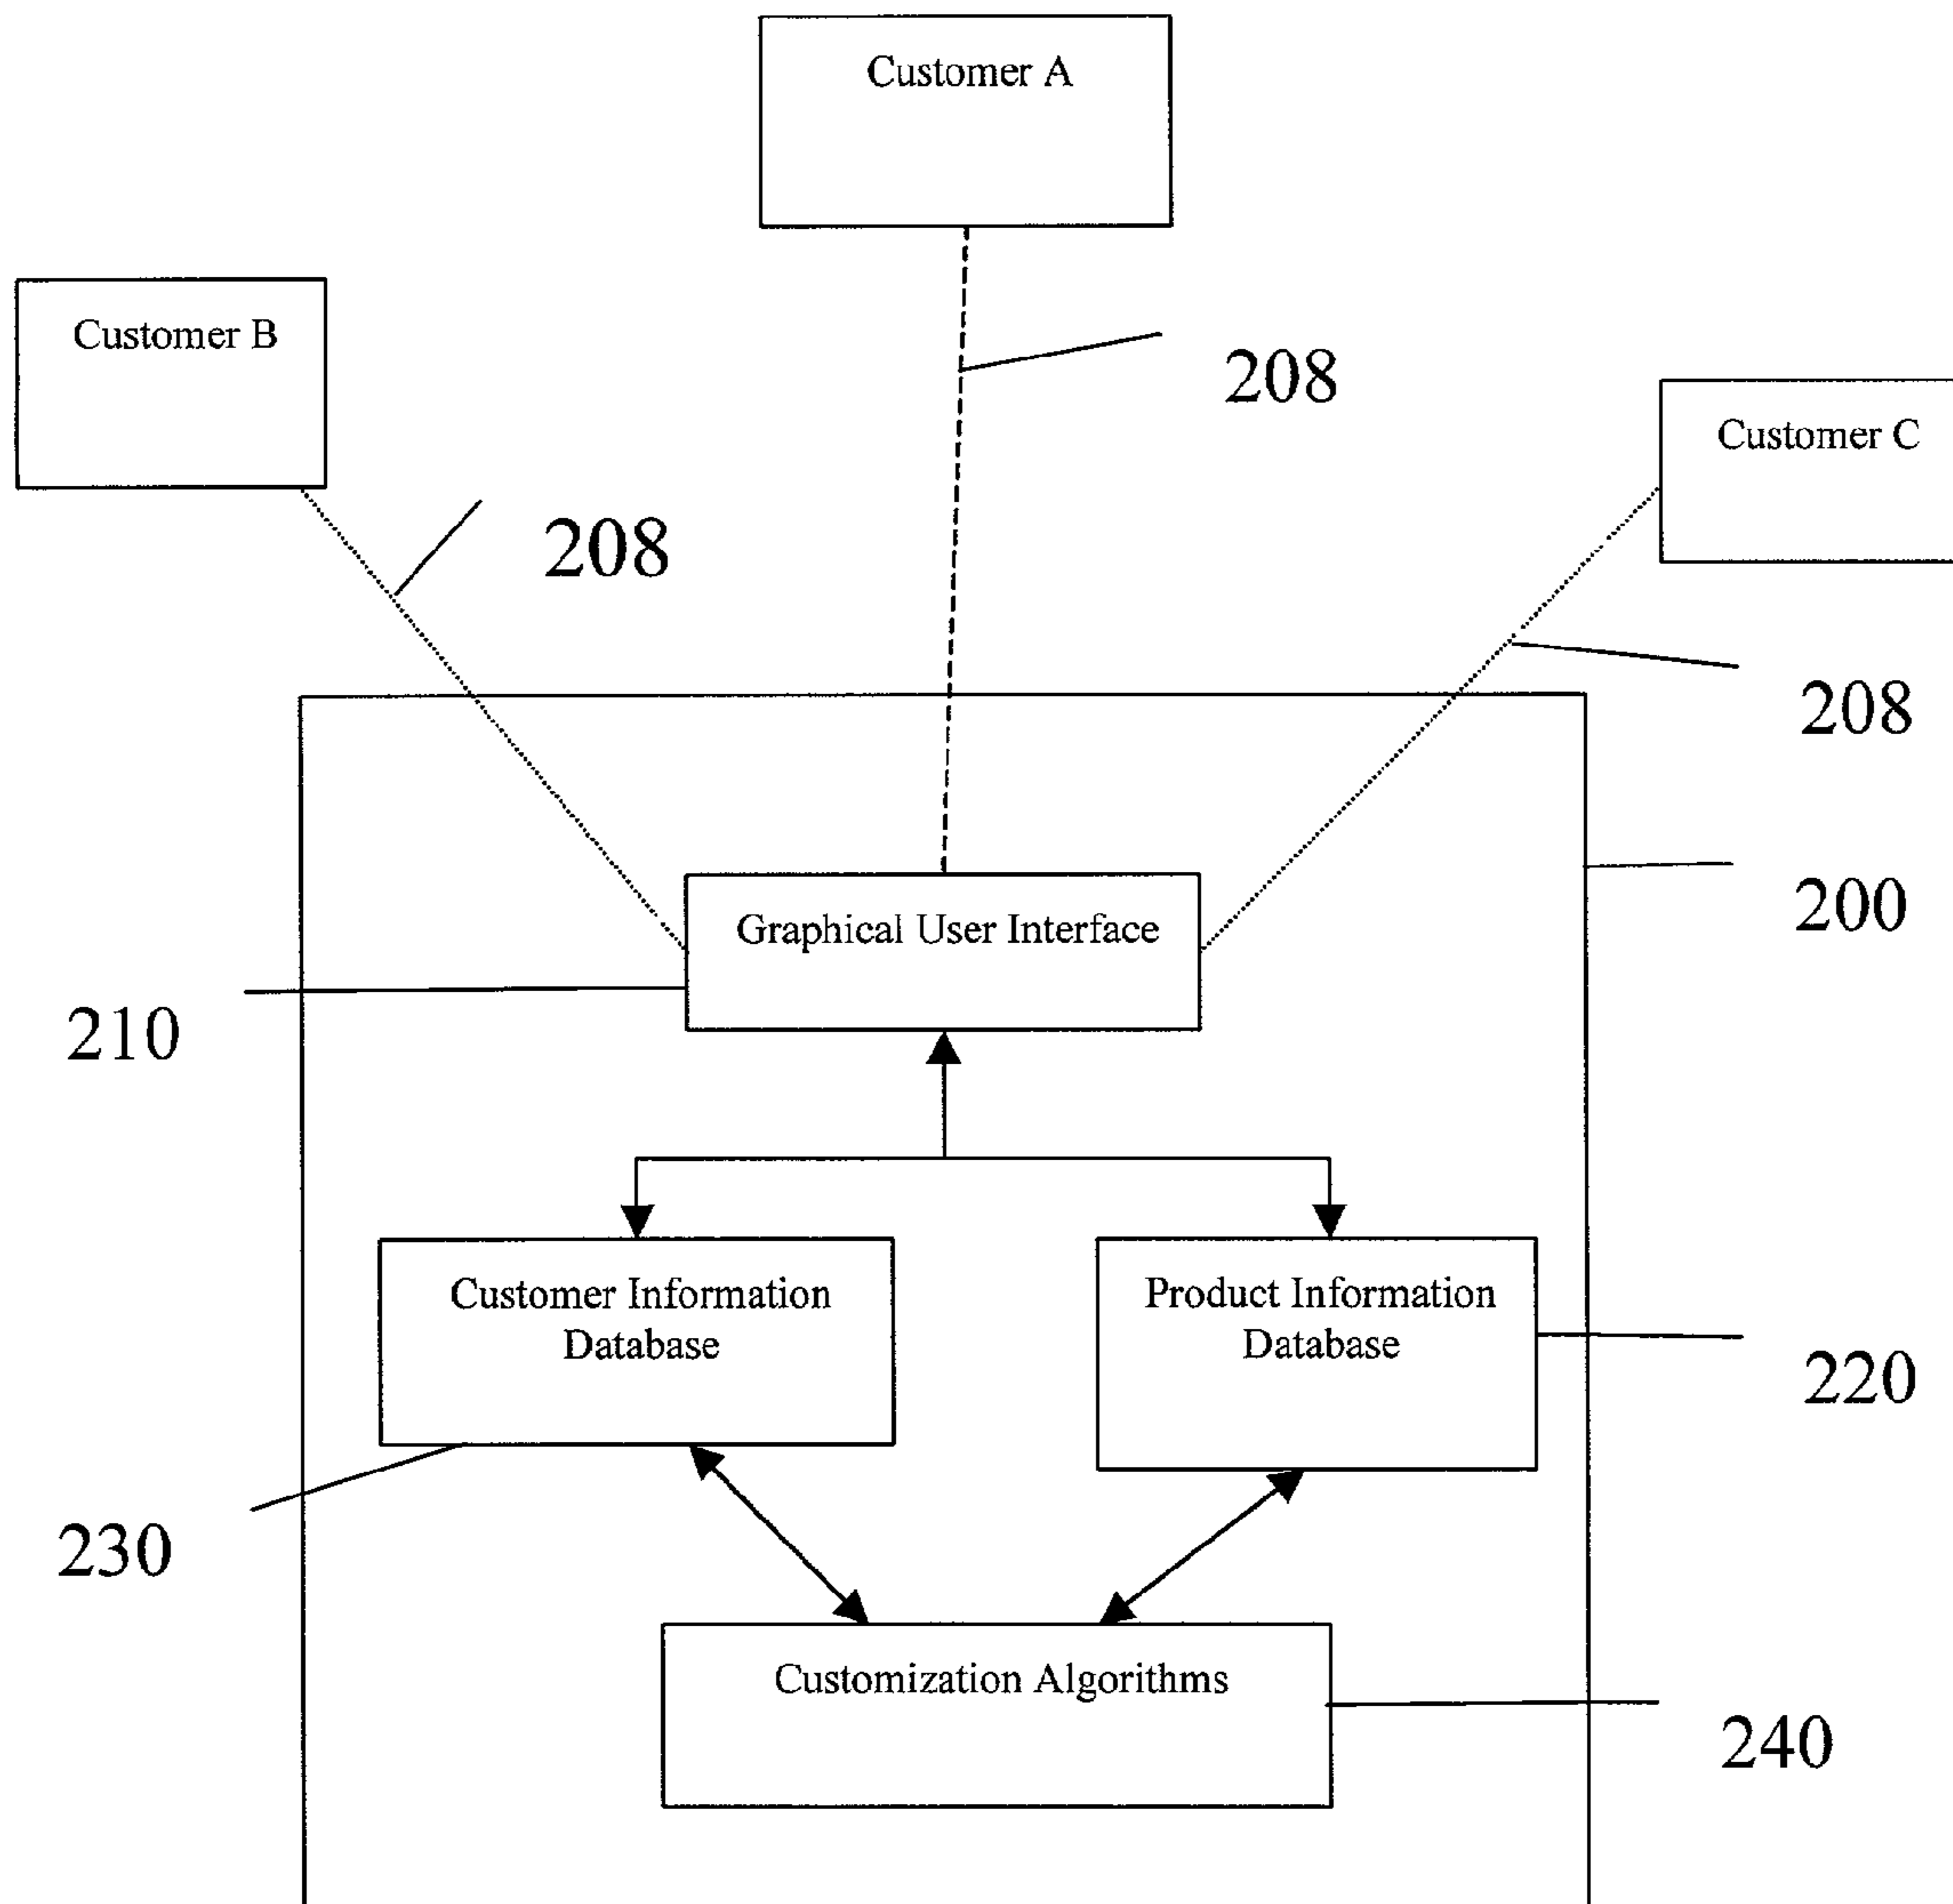 Customer A
Customer B
208
Customer C
208
208
200
Graphical User Interface
210
Customer Information
Database
Product Information
Database
220
230
Customization Algorithms
240